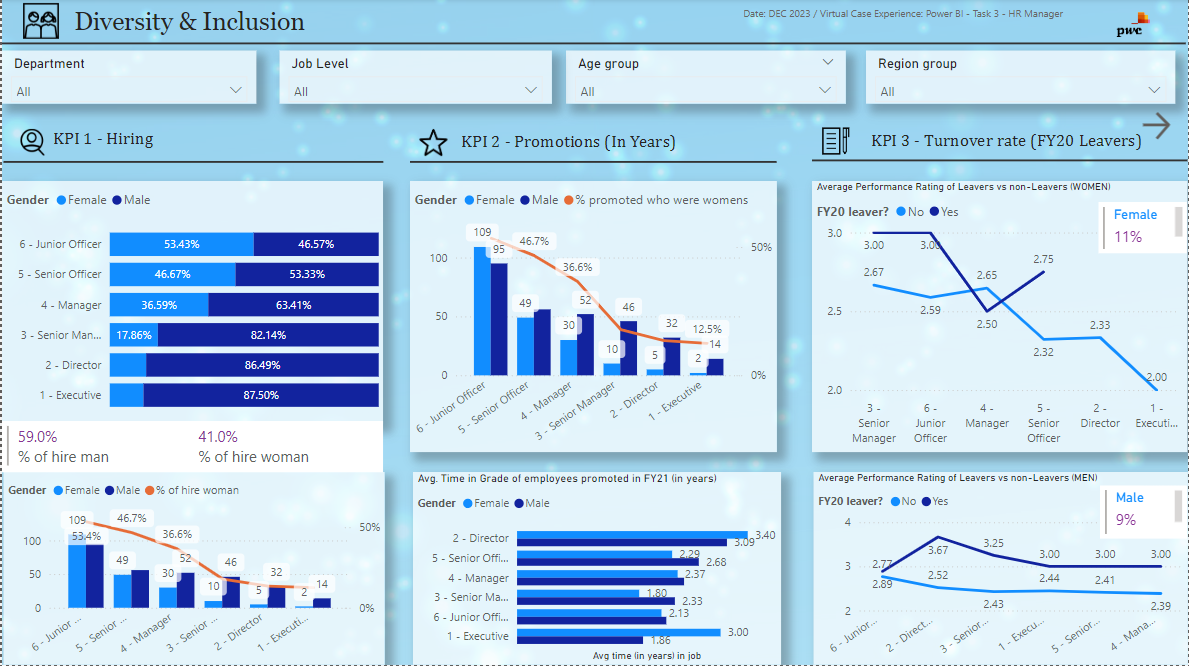 Diversity & Inclusion
Date: DEC 2023 / Virtual Case Experience: Power BI - Task 3 - HR Manager
pwc
Department
All
Job Level
All
Age group
All
Region group
All
KPI 1 - Hiring
KPI 2 - Promotions (In Years)
KPI 3 - Turnover rate (FY20 Leavers)
Gender Female Male
6 - Junior Officer 53.43% 46.57%
5 - Senior Officer 46.67% 53.33%
4 - Manager 36.59% 63.41%
3 - Senior Man... 17.86% 82.14%
2 - Director 86.49%
1 - Executive 87.50%
59.0% 41.0%
% of hire man % of hire woman
Gender Female Male % of hire woman
109 46.7% 50%
53.4% 36.6%
100 49 52 46
50 30 10 32 14
5 2
0 0%
6 - Junior ... 5 - Senior ... 4 - Manager 3 - Senior ... 2 - Director 1 - Executi...
Gender Female Male % promoted who were womens
109 46.7% 50%
95
100 36.6%
49 52 46
50 30 32 12.5%
10 5 2 14
0 0%
6 - Junior Officer 5 - Senior Officer 4 - Manager 3 - Senior Manager 2 - Director 1 - Executive
Avg. Time in Grade of employees promoted in FY21 (in years)
Gender Female Male
2 - Director 3.40
3.09
5 - Senior Offi... 2.29
2.68
4 - Manager 2.37
3 - Senior Ma... 1.80
2.33
6 - Junior Offi... 2.13
1 - Executive 3.00
1.86
Avg time (in years) in job
Average Performance Rating of Leavers vs non-Leavers (WOMEN)
FY20 leaver? No Yes
Female
11%
3.0
3.00 3.00
2.67 2.65 2.75
2.59
2.5 2.50
2.32 2.33
2.0 2.00
3 - Senior Manager
6 - Junior Officer
4 - Manager
5 - Senior Officer
2 - Director
1 - Executi...
Average Performance Rating of Leavers vs non-Leavers (MEN)
FY20 leaver? No Yes
Male
9%
4
3.67 3.25 3.00 3.00 3.00
3 2.77
2.89 2.52 2.43 2.44 2.41 2.39
2
6 - Junior... 2 - Direct... 3 - Senior... 1 - Execu... 5 - Senior... 4 - Mana...